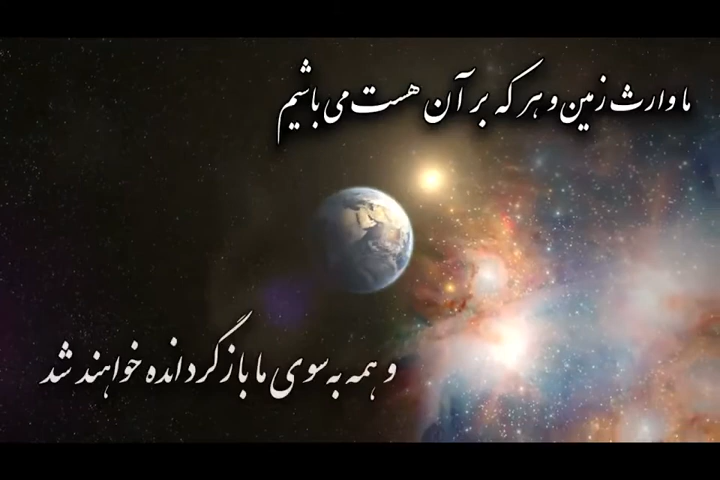 ما وارث زمین و هر که بر آن هست می باشیم
و همه به سوی ما بازگردانده خواهند شد